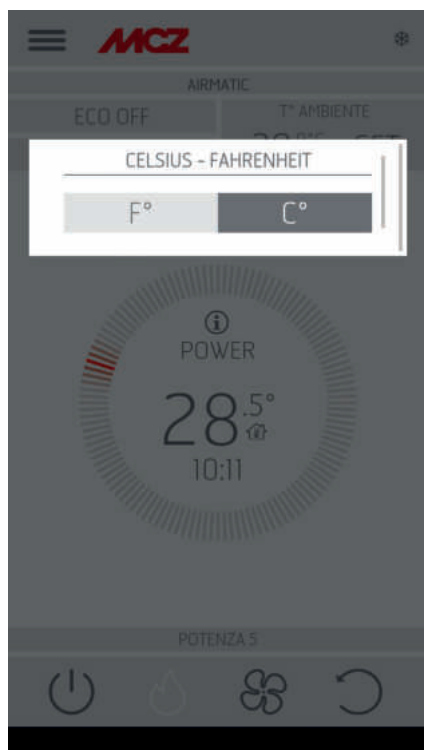 MCZ
AIRMATIC
ECO OFF
T° AMBIENTE
CELSIUS - FAHRENHEIT
F° C°
POWER
28.5°
10:11
POTENZA 5